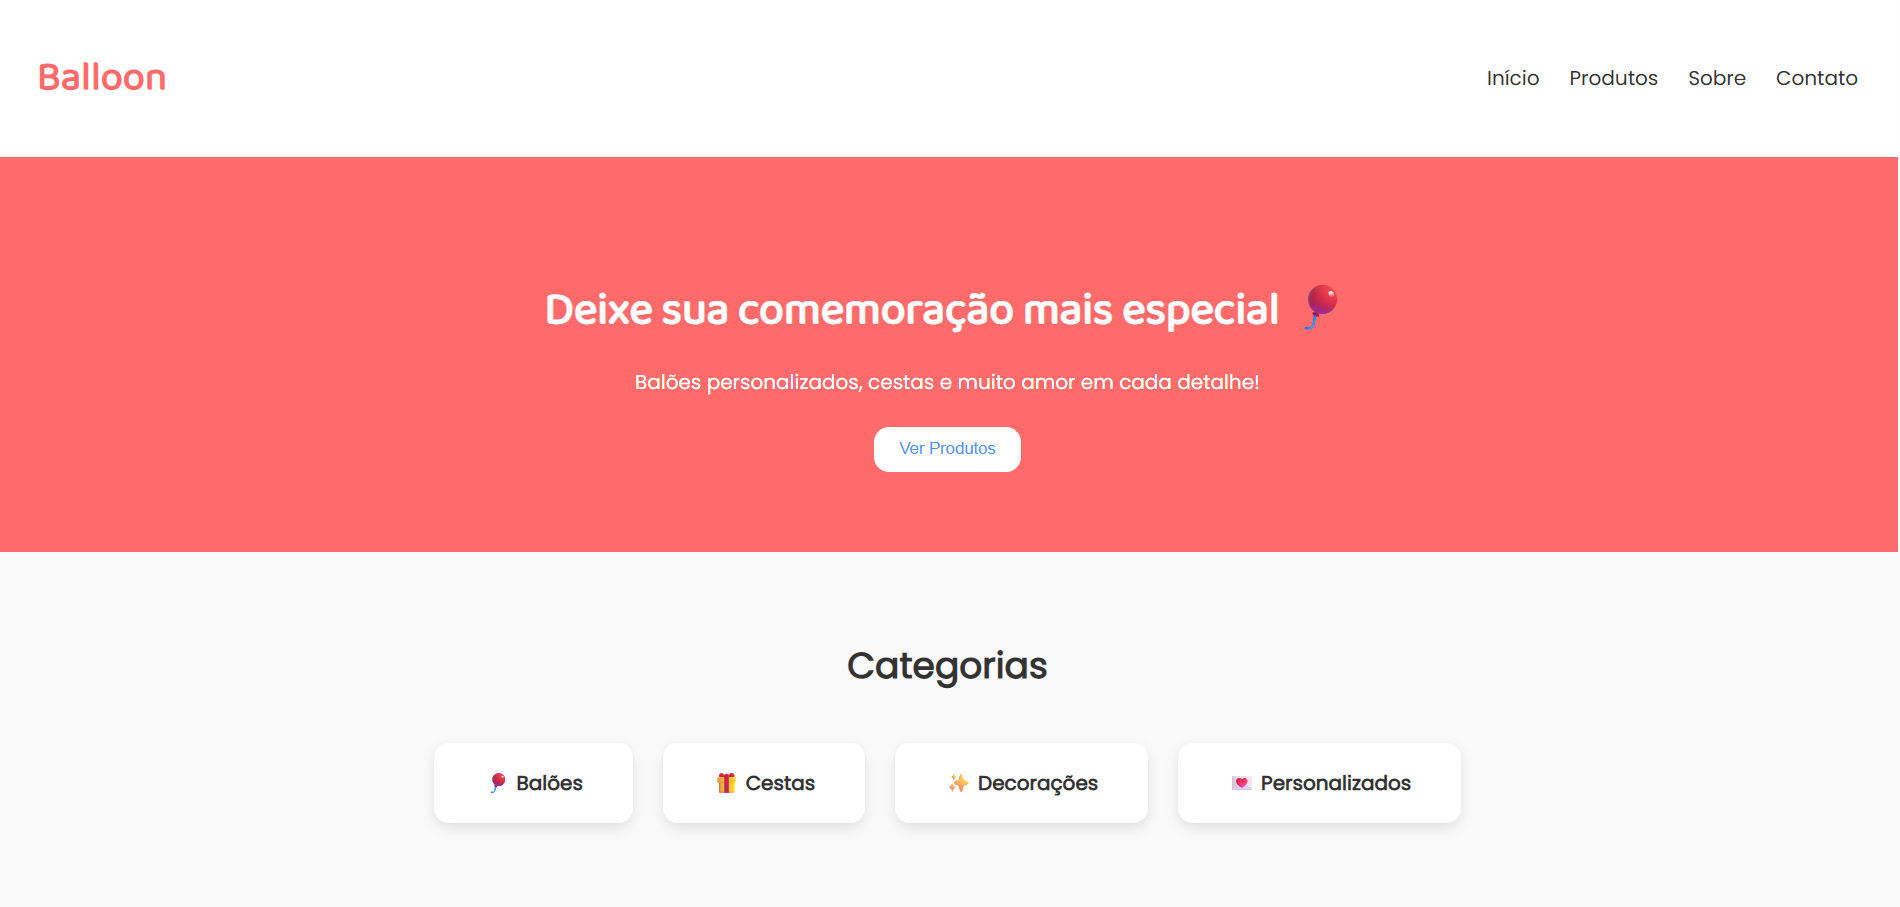 Balloon
Início Produtos Sobre Contato
Deixe sua comemoração mais especial 🎈
Balões personalizados, cestas e muito amor em cada detalhe!
Ver Produtos
Categorias
🎈 Balões
🎁 Cestas
✨ Decorações
💌 Personalizados